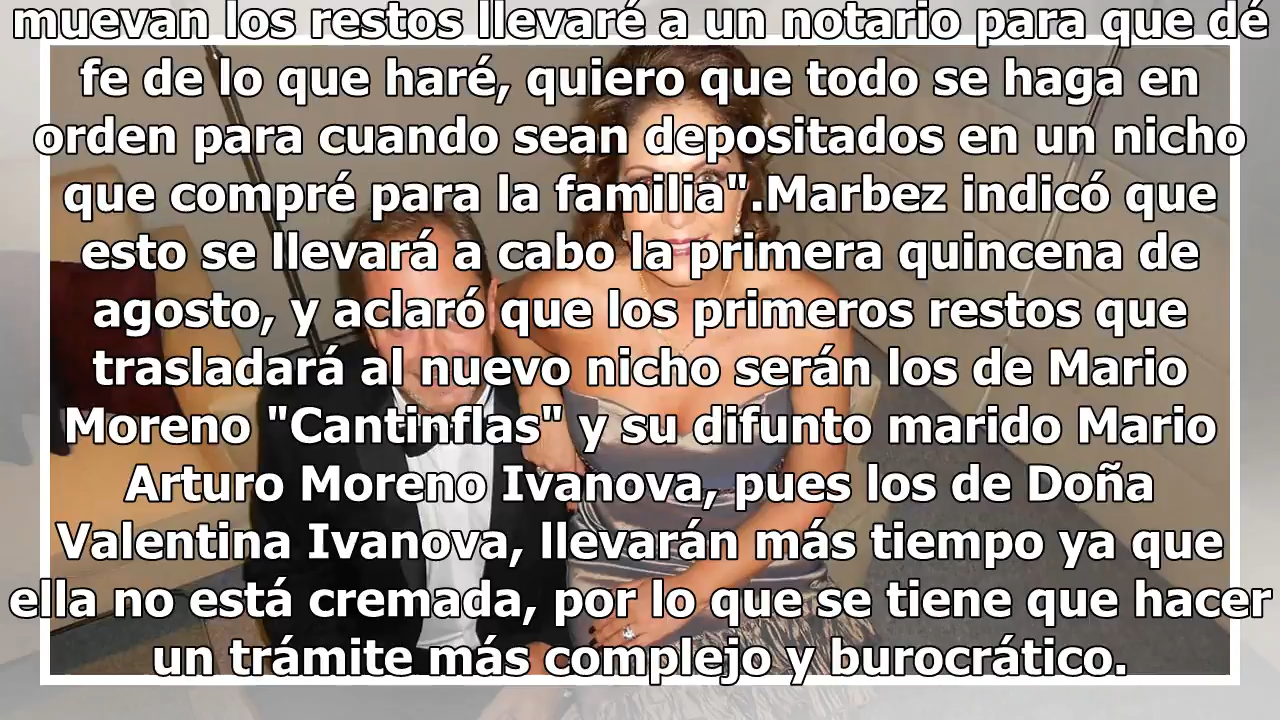 muevan los restos llevaré a un notario para que dé
fe de lo que haré, quiero que todo se haga en
orden para cuando sean depositados en un nicho
que compré para la familia".Marbez indicó que
esto se llevará a cabo la primera quincena de
agosto, y aclaró que los primeros restos que
trasladará al nuevo nicho serán los de Mario
Moreno "Cantinflas" y su difunto marido Mario
Arturo Moreno Ivanova, pues los de Doña
Valentina Ivanova, llevarán más tiempo ya que
ella no está cremada, por lo que se tiene que hacer
un trámite más complejo y burocrático.